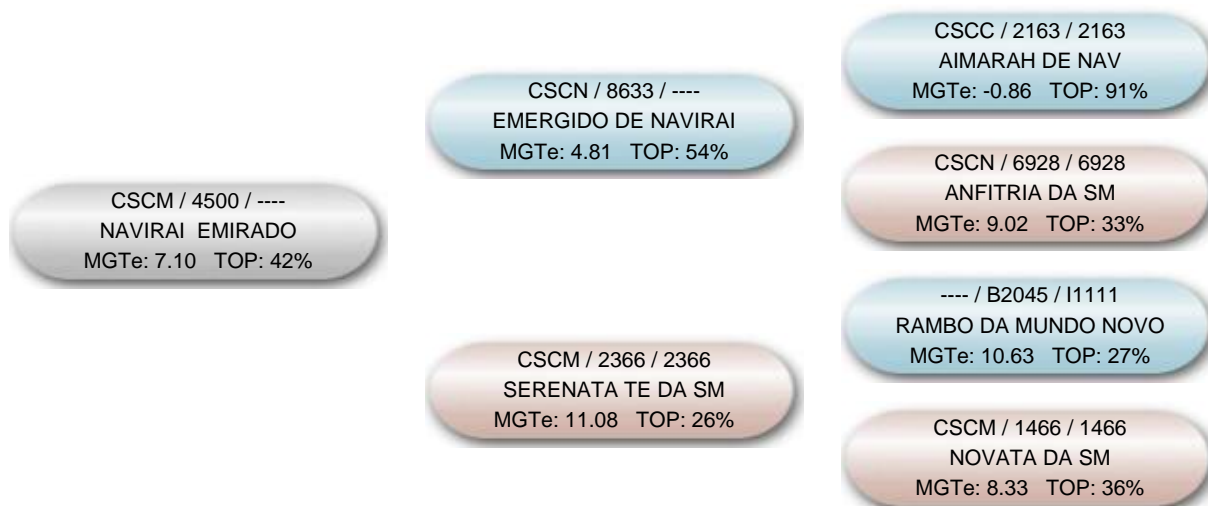 CSCM / 4500 / ----
NAVIRAI  EMIRADO
MGTe: 7.10   TOP: 42%
CSCN / 8633 / ----
EMERGIDO DE NAVIRAI
MGTe: 4.81   TOP: 54%
CSCM / 2366 / 2366
SERENATA TE DA SM
MGTe: 11.08   TOP: 26%
CSCC / 2163 / 2163
AIMARAH DE NAV
MGTe: -0.86   TOP: 91%
CSCN / 6928 / 6928
ANFITRIA DA SM
MGTe: 9.02   TOP: 33%
---- / B2045 / I1111
RAMBO DA MUNDO NOVO
MGTe: 10.63   TOP: 27%
CSCM / 1466 / 1466
NOVATA DA SM
MGTe: 8.33   TOP: 36%